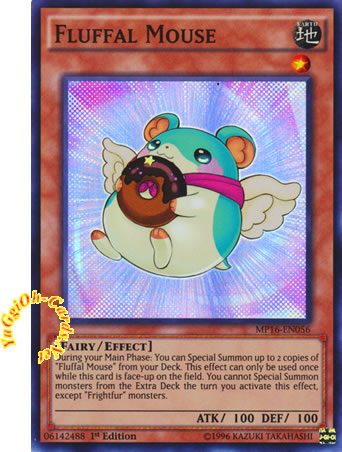 FLUFFAL MOUSE
EARTH
地
MP16-EN056
[FAIRY/EFFECT]
During your Main Phase: You can Special Summon up to 2 copies of
"Fluffal Mouse" from your Deck. This effect can only be used once
while this card is face-up on the field. You cannot Special Summon
monsters from the Extra Deck the turn you activate this effect,
except "Frightfur" monsters.
ATK/ 100 DEF/ 100
06142488
1st Edition
©1996 KAZUKI TAKAHASHI